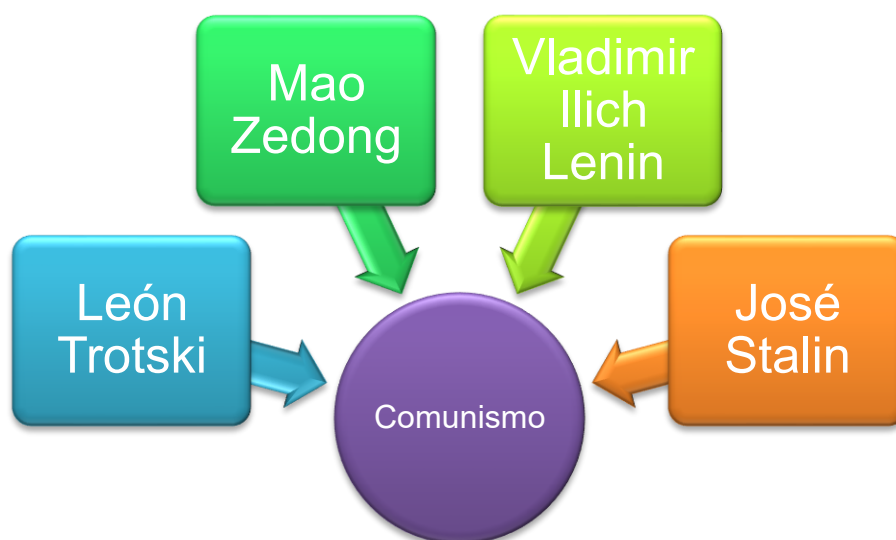 Mao
Zedong
Vladimir
Ilich
Lenin
León
Trotski
José
Stalin
Comunismo